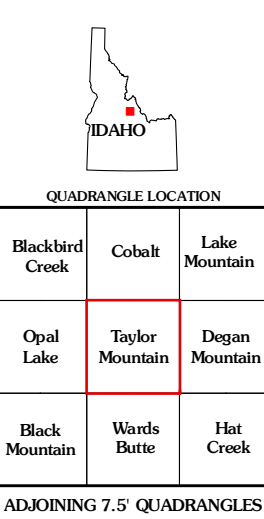 IDAHO
QUADRANGLE LOCATION
Blackbird
Creek
Cobalt
Lake
Mountain
Opal
Lake
Taylor
Mountain
Degan
Mountain
Black
Mountain
Wards
Butte
Hat
Creek
ADJOINING 7.5' QUADRANGLES